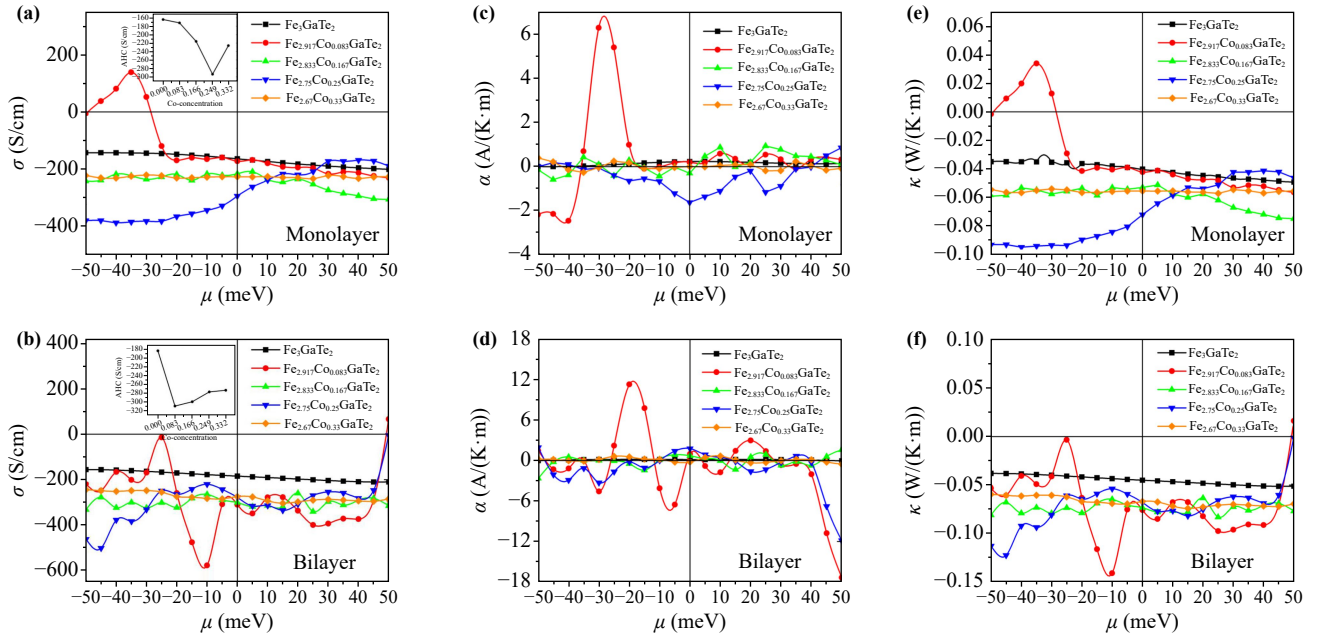 (a)
σ (S/cm)
200
0
−200
−400
−50 −40 −30 −20 −10 0 10 20 30 40 50
μ (meV)
AHC (S/cm)
−160
−180
−200
−220
−240
−260
−280
−300
0.000 0.083 0.166 0.249 0.332
Co-concentration
Fe3GaTe2
Fe2.917Co0.083GaTe2
Fe2.833Co0.167GaTe2
Fe2.75Co0.25GaTe2
Fe2.67Co0.33GaTe2
Monolayer
(c)
α (A/(K·m))
6
4
2
0
−2
−4
−50 −40 −30 −20 −10 0 10 20 30 40 50
μ (meV)
Fe3GaTe2
Fe2.917Co0.083GaTe2
Fe2.833Co0.167GaTe2
Fe2.75Co0.25GaTe2
Fe2.67Co0.33GaTe2
Monolayer
(e)
κ (W/(K·m))
0.06
0.04
0.02
0.00
−0.02
−0.04
−0.06
−0.08
−0.10
−50 −40 −30 −20 −10 0 10 20 30 40 50
μ (meV)
Fe3GaTe2
Fe2.917Co0.083GaTe2
Fe2.833Co0.167GaTe2
Fe2.75Co0.25GaTe2
Fe2.67Co0.33GaTe2
Monolayer
(b)
σ (S/cm)
400
200
0
−200
−400
−600
−50 −40 −30 −20 −10 0 10 20 30 40 50
μ (meV)
AHC (S/cm)
−180
−200
−220
−240
−260
−280
−300
−320
0.000 0.083 0.166 0.249 0.332
Co-concentration
Fe3GaTe2
Fe2.917Co0.083GaTe2
Fe2.833Co0.167GaTe2
Fe2.75Co0.25GaTe2
Fe2.67Co0.33GaTe2
Bilayer
(d)
α (A/(K·m))
18
12
6
0
−6
−12
−18
−50 −40 −30 −20 −10 0 10 20 30 40 50
μ (meV)
Fe3GaTe2
Fe2.917Co0.083GaTe2
Fe2.833Co0.167GaTe2
Fe2.75Co0.25GaTe2
Fe2.67Co0.33GaTe2
Bilayer
(f)
κ (W/(K·m))
0.10
0.05
0.00
−0.05
−0.10
−0.15
−50 −40 −30 −20 −10 0 10 20 30 40 50
μ (meV)
Fe3GaTe2
Fe2.917Co0.083GaTe2
Fe2.833Co0.167GaTe2
Fe2.75Co0.25GaTe2
Fe2.67Co0.33GaTe2
Bilayer